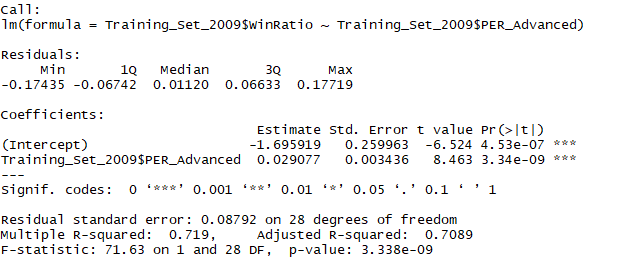 Call:
lm(formula = Training_Set_2009$WinRatio ~ Training_Set_2009$PER_Advanced)
Residuals:
Min 1Q Median 3Q Max
-0.17435 -0.06742 0.01120 0.06633 0.17719
Coefficients:
Estimate Std. Error t value Pr(>|t|)
(Intercept) -1.695919 0.259963 -6.524 4.53e-07 ***
Training_Set_2009$PER_Advanced 0.029077 0.003436 8.463 3.34e-09 ***
---
Signif. codes: 0 ‘***’ 0.001 ‘**’ 0.01 ‘*’ 0.05 ‘.’ 0.1 ‘ ’ 1
Residual standard error: 0.08792 on 28 degrees of freedom
Multiple R-squared: 0.719, Adjusted R-squared: 0.7089
F-statistic: 71.63 on 1 and 28 DF, p-value: 3.338e-09